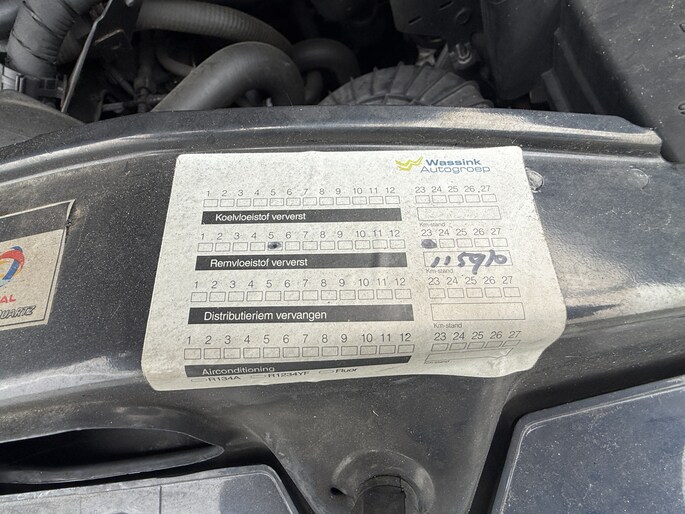 Wassink
Autogroep
1 2 3 4 5 6 7 8 9 10 11 12 23 24 25 26 27
Koelvloeistof ververst
Km-stand
1 2 3 4 5 6 7 8 9 10 11 12 23 24 25 26 27
Remvloeistof ververst
Km-stand
1 2 3 4 5 6 7 8 9 10 11 12 23 24 25 26 27
Distributieriem vervangen
Km-stand
1 2 3 4 5 6 7 8 9 10 11 12 23 24 25 26 27
Airconditioning
R134A R1234YF Fluor